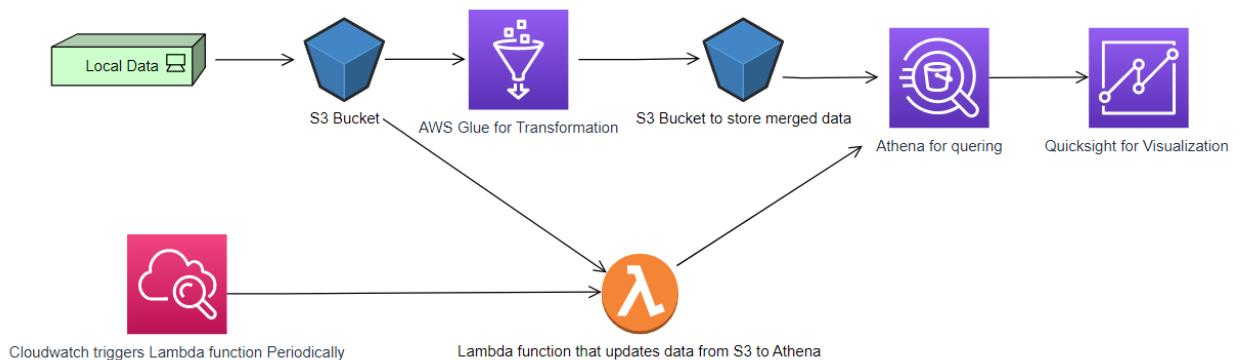 Local Data
S3 Bucket
AWS Glue for Transformation
S3 Bucket to store merged data
Athena for quering
Quicksight for Visualization
Cloudwatch triggers Lambda function Periodically
Lambda function that updates data from S3 to Athena